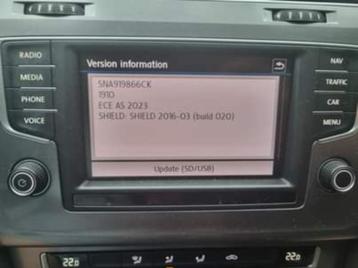 Version information
RADIO
MEDIA
PHONE
VOICE
5NA919866CK
1910
ECE AS 2023
SHIELD: SHIELD 2016-03 (build 020)
Update (SD/USB)
NAV
TRAFFIC
CAR
MENU
22.0
22.0